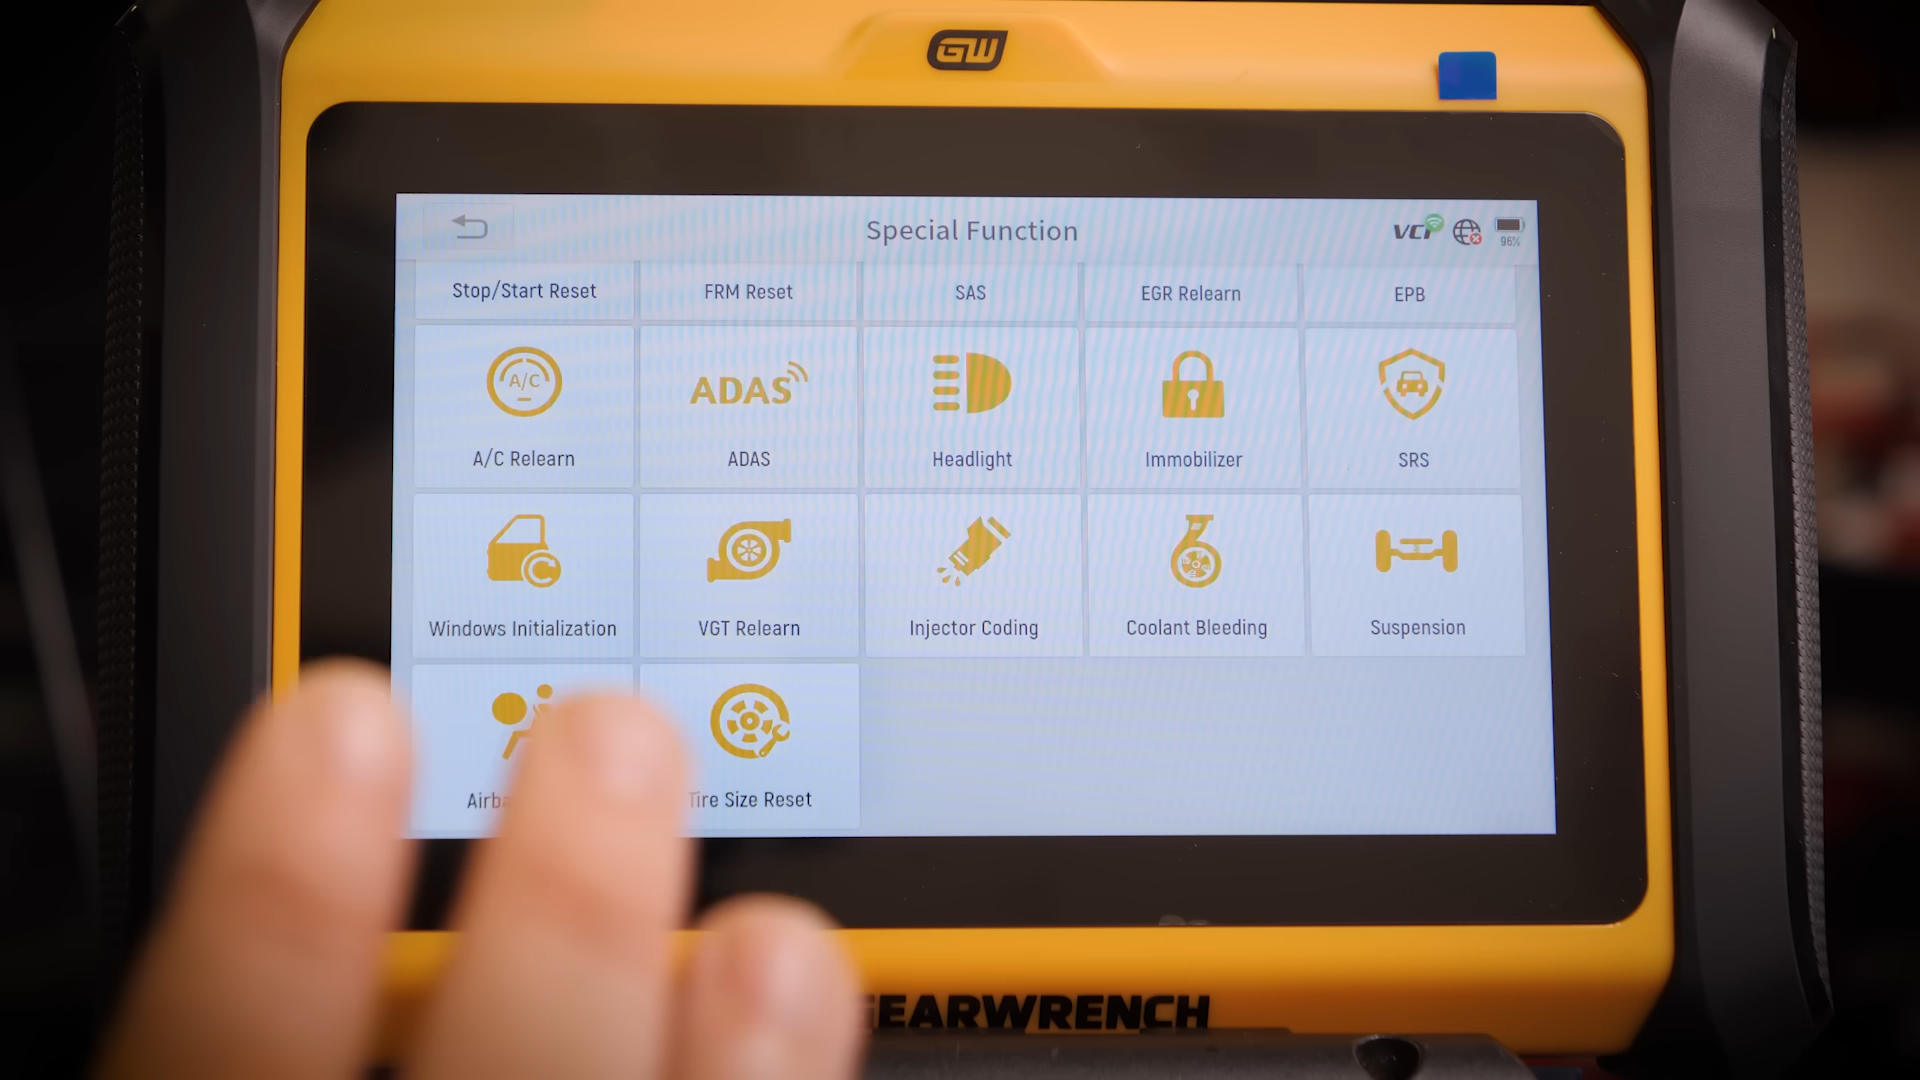 GW
Special Function
VCI
96%
Stop/Start Reset
FRM Reset
SAS
EGR Relearn
EPB
A/C
ADAS
A/C Relearn
ADAS
Headlight
Immobilizer
SRS
Windows Initialization
VGT Relearn
Injector Coding
Coolant Bleeding
Suspension
Airb
Tire Size Reset
GEARWRENCH